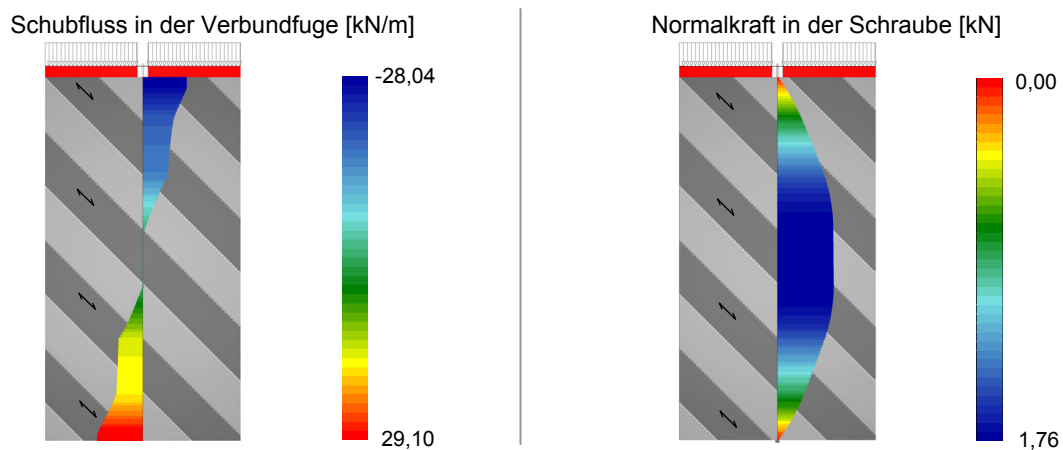 Schubfluss in der Verbundfuge [kN/m]
-28,04
29,10
Normalkraft in der Schraube [kN]
0,00
1,76